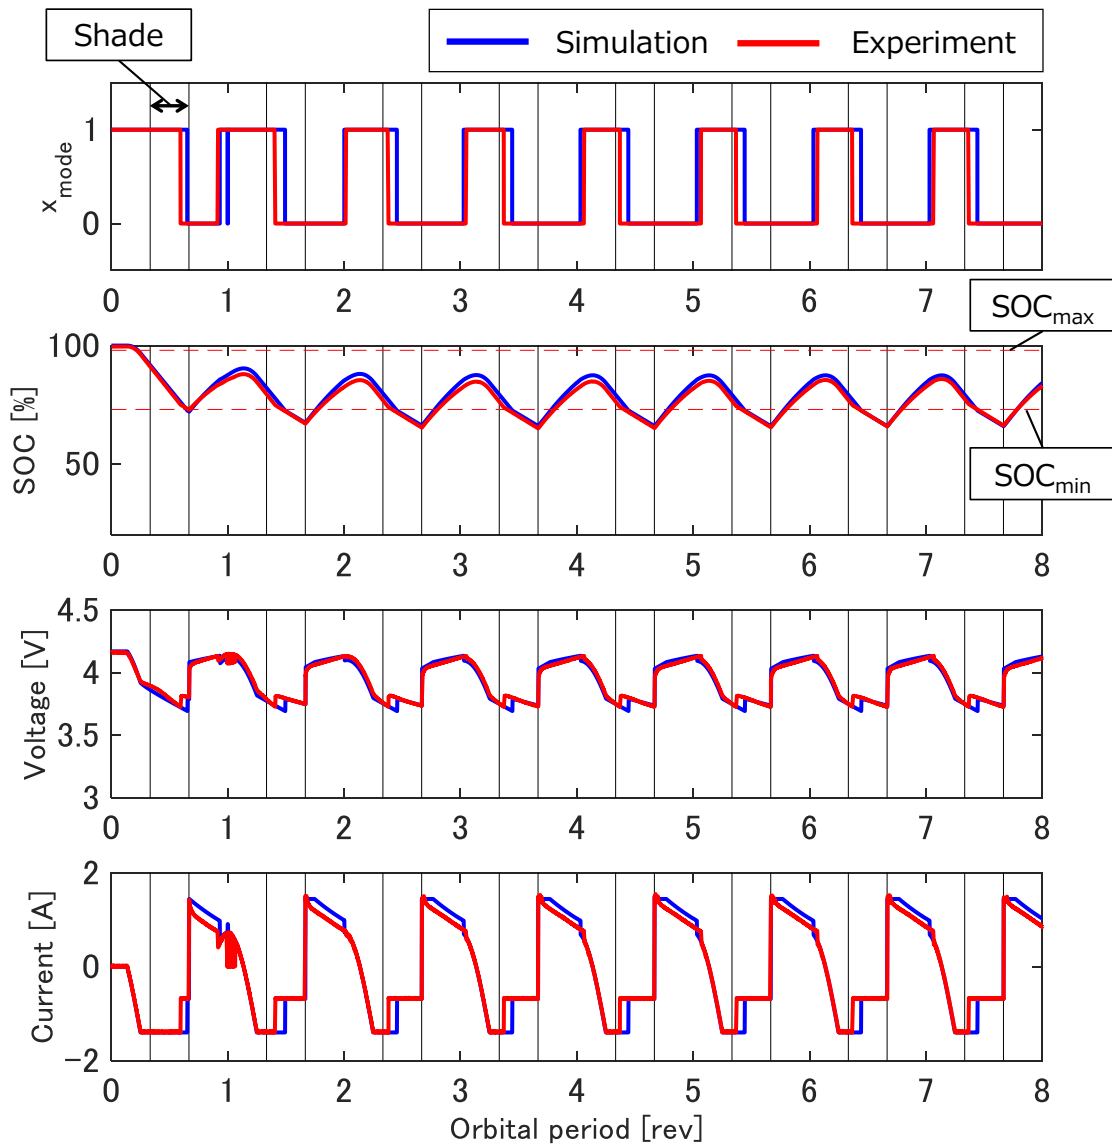 Shade
Simulation
Experiment
1
0
x_mode
0 1 2 3 4 5 6 7 8
SOC_max
100
50
SOC [%]
SOC_min
0 1 2 3 4 5 6 7 8
4.5
4
3.5
3
Voltage [V]
0 1 2 3 4 5 6 7 8
2
0
−2
Current [A]
0 1 2 3 4 5 6 7 8
Orbital period [rev]